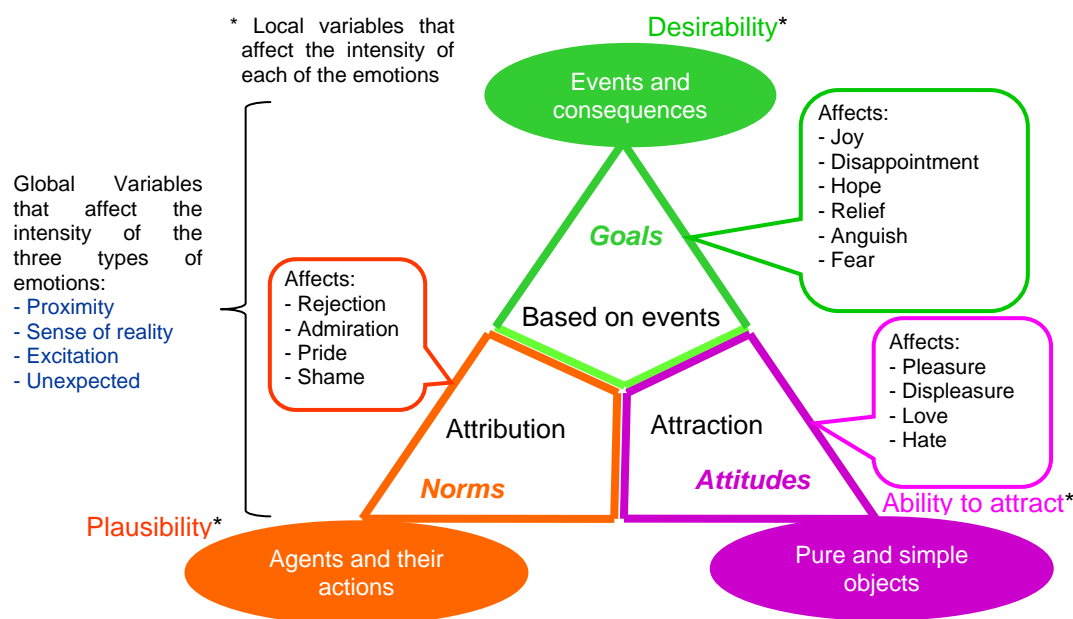 * Local variables that
affect the intensity of
each of the emotions
Desirability*
Events and
consequences
Affects:
- Joy
- Disappointment
- Hope
- Relief
- Anguish
- Fear
Global Variables
that affect the
intensity of the
three types of
emotions:
- Proximity
- Sense of reality
- Excitation
- Unexpected
Goals
Based on events
Affects:
- Rejection
- Admiration
- Pride
- Shame
Affects:
- Pleasure
- Displeasure
- Love
- Hate
Attribution
Norms
Attraction
Attitudes
Plausibility*
Ability to attract*
Agents and their
actions
Pure and simple
objects